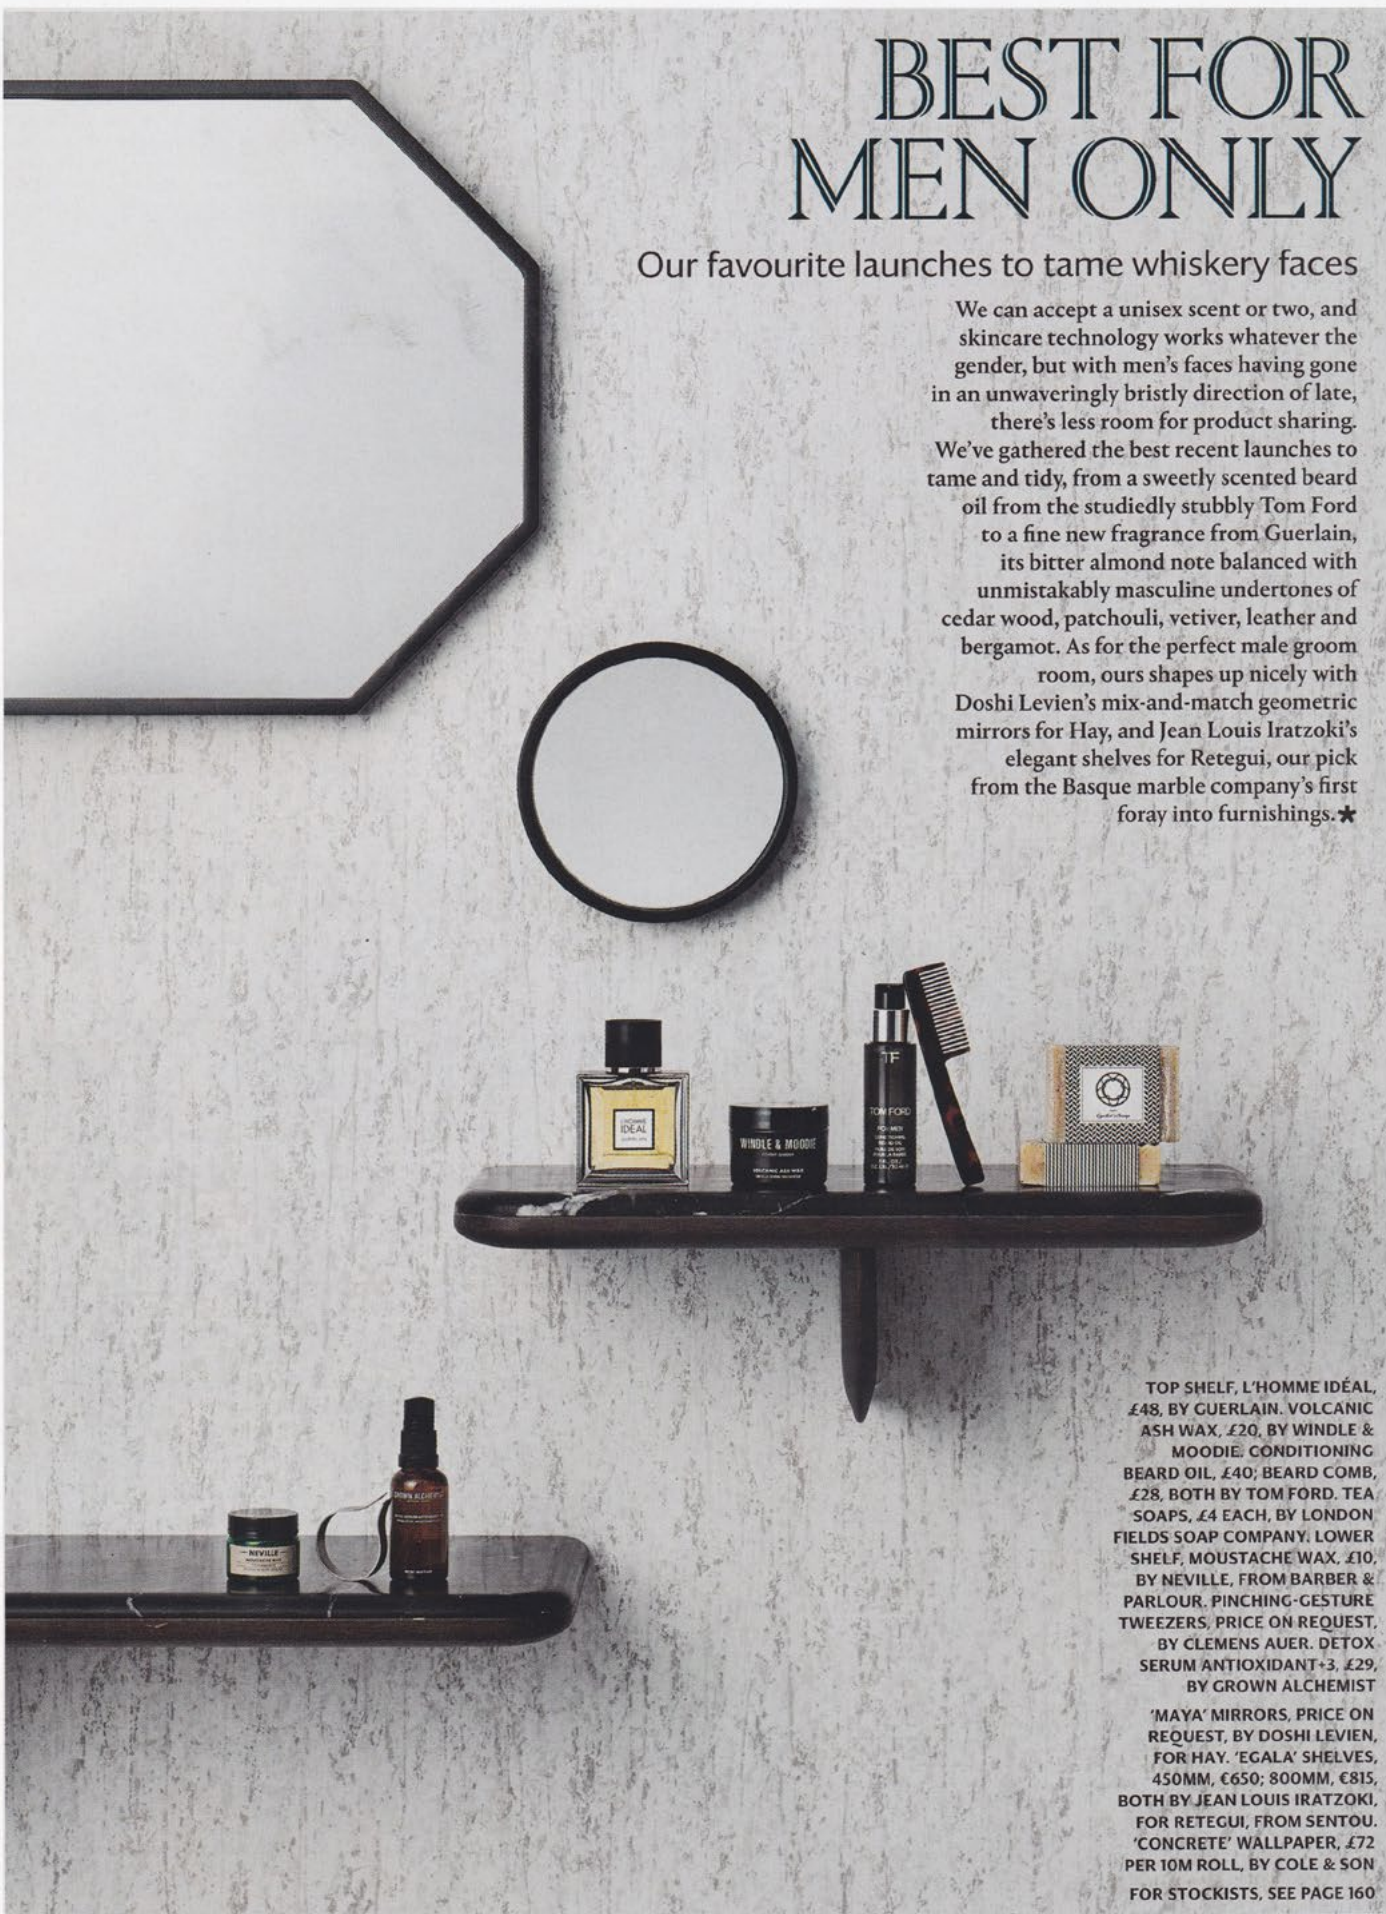 BEST FOR
MEN ONLY
Our favourite launches to tame whiskery faces
We can accept a unisex scent or two, and
skincare technology works whatever the
gender, but with men's faces having gone
in an unwaveringly bristly direction of late,
there's less room for product sharing.
We've gathered the best recent launches to
tame and tidy, from a sweetly scented beard
oil from the studiedly stubbly Tom Ford
to a fine new fragrance from Guerlain,
its bitter almond note balanced with
unmistakably masculine undertones of
cedar wood, patchouli, vetiver, leather and
bergamot. As for the perfect male groom
room, ours shapes up nicely with
Doshi Levien's mix-and-match geometric
mirrors for Hay, and Jean Louis Iratzoki's
elegant shelves for Retegui, our pick
from the Basque marble company's first
foray into furnishings.★
L'HOMME
IDÉAL
GUERLAIN
WINDLE & MOODIE
VOLCANIC ASH WAX
TF
TOM FORD
FOR MEN
CONDITIONING
BEARD OIL
NEVILLE
MOUSTACHE WAX
GROWN ALCHEMIST
TOP SHELF, L'HOMME IDÉAL,
£48, BY GUERLAIN. VOLCANIC
ASH WAX, £20, BY WINDLE &
MOODIE. CONDITIONING
BEARD OIL, £40; BEARD COMB,
£28, BOTH BY TOM FORD. TEA
SOAPS, £4 EACH, BY LONDON
FIELDS SOAP COMPANY. LOWER
SHELF, MOUSTACHE WAX, £10,
BY NEVILLE, FROM BARBER &
PARLOUR. PINCHING-GESTURE
TWEEZERS, PRICE ON REQUEST,
BY CLEMENS AUER. DETOX
SERUM ANTIOXIDANT+3, £29,
BY GROWN ALCHEMIST
'MAYA' MIRRORS, PRICE ON
REQUEST, BY DOSHI LEVIEN,
FOR HAY. 'EGALA' SHELVES,
450MM, €650; 800MM, €815,
BOTH BY JEAN LOUIS IRATZOKI,
FOR RETEGUI, FROM SENTOU.
'CONCRETE' WALLPAPER, £72
PER 10M ROLL, BY COLE & SON
FOR STOCKISTS, SEE PAGE 160